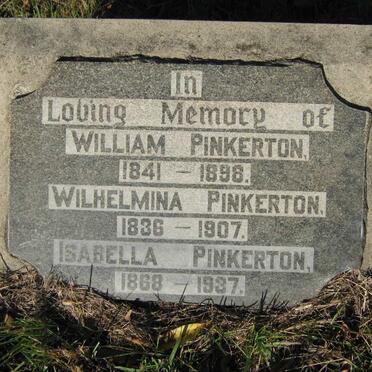 In
Loving Memory of
WILLIAM PINKERTON,
1841 – 1898.
WILHELMINA PINKERTON,
1836 – 1907.
ISABELLA PINKERTON,
1868 – 1937.